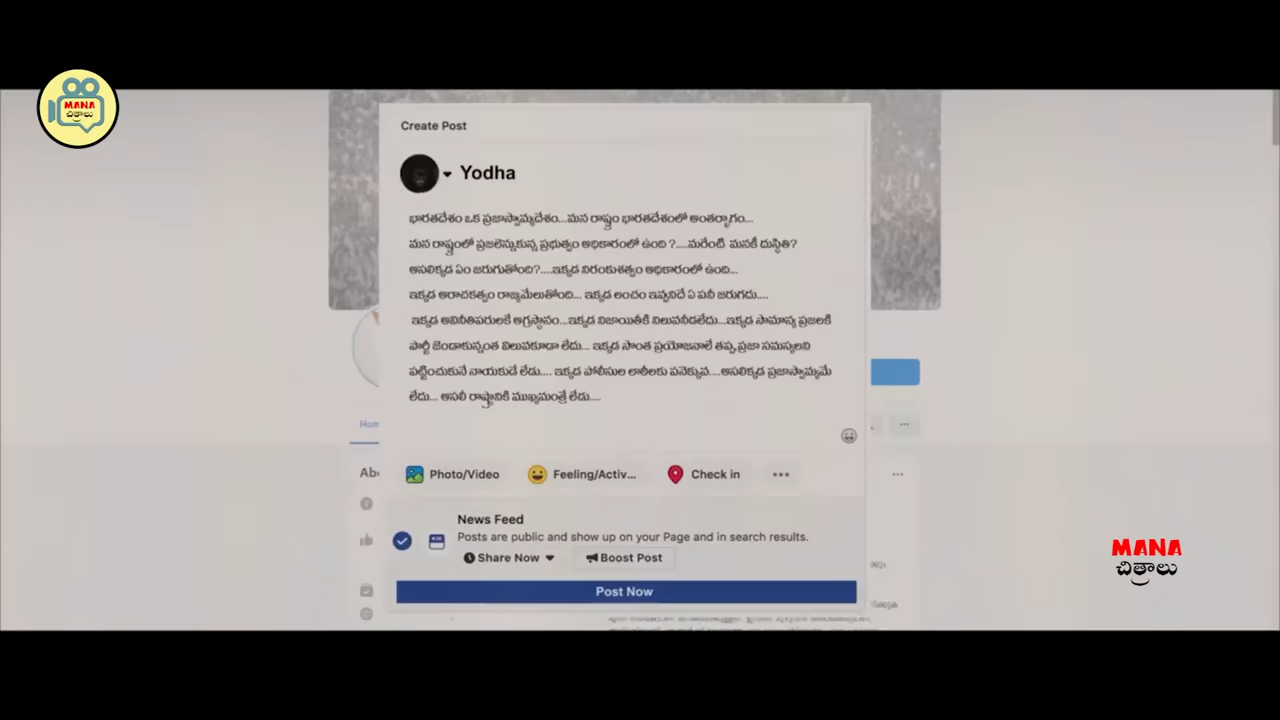 MANA
చిత్రాలు
Create Post
Yodha
భారతదేశం ఒక ప్రజాస్వామ్యదేశం...మన రాష్ట్రం భారతదేశంలో అంతర్భాగం...
మన రాష్ట్రంలో ప్రజలెన్నుకున్న ప్రభుత్వం అధికారంలో ఉంది ?....మరేంటి మనకీ దుస్థితి?
అసలిక్కడ ఏం జరుగుతోంది?....ఇక్కడ నిరంకుశత్వం అధికారంలో ఉంది...
ఇక్కడ అరాచకత్వం రాజ్యమేలుతోంది... ఇక్కడ లంచం ఇవ్వనిదే ఏ పనీ జరుగదు....
ఇక్కడ అవినీతిపరులకే అగ్రస్థానం...ఇక్కడ నిజాయితీకి నిలువనీడలేదు...ఇక్కడ సామాన్య ప్రజలకి
పార్టీ జెండాకున్నంత విలువకూడా లేదు... ఇక్కడ సొంత ప్రయోజనాలే తప్ప,ప్రజా సమస్యలని
పట్టించుకునే నాయకుడే లేడు.... ఇక్కడ పోలీసుల లాఠీలకు పనెక్కువ....అసలిక్కడ ప్రజాస్వామ్యమే
లేదు... అసలీ రాష్ట్రానికి ముఖ్యమంత్రే లేడు....
Photo/Video Feeling/Activ... Check in
News Feed
Posts are public and show up on your Page and in search results.
Share Now Boost Post
Post Now
MANA
చిత్రాలు